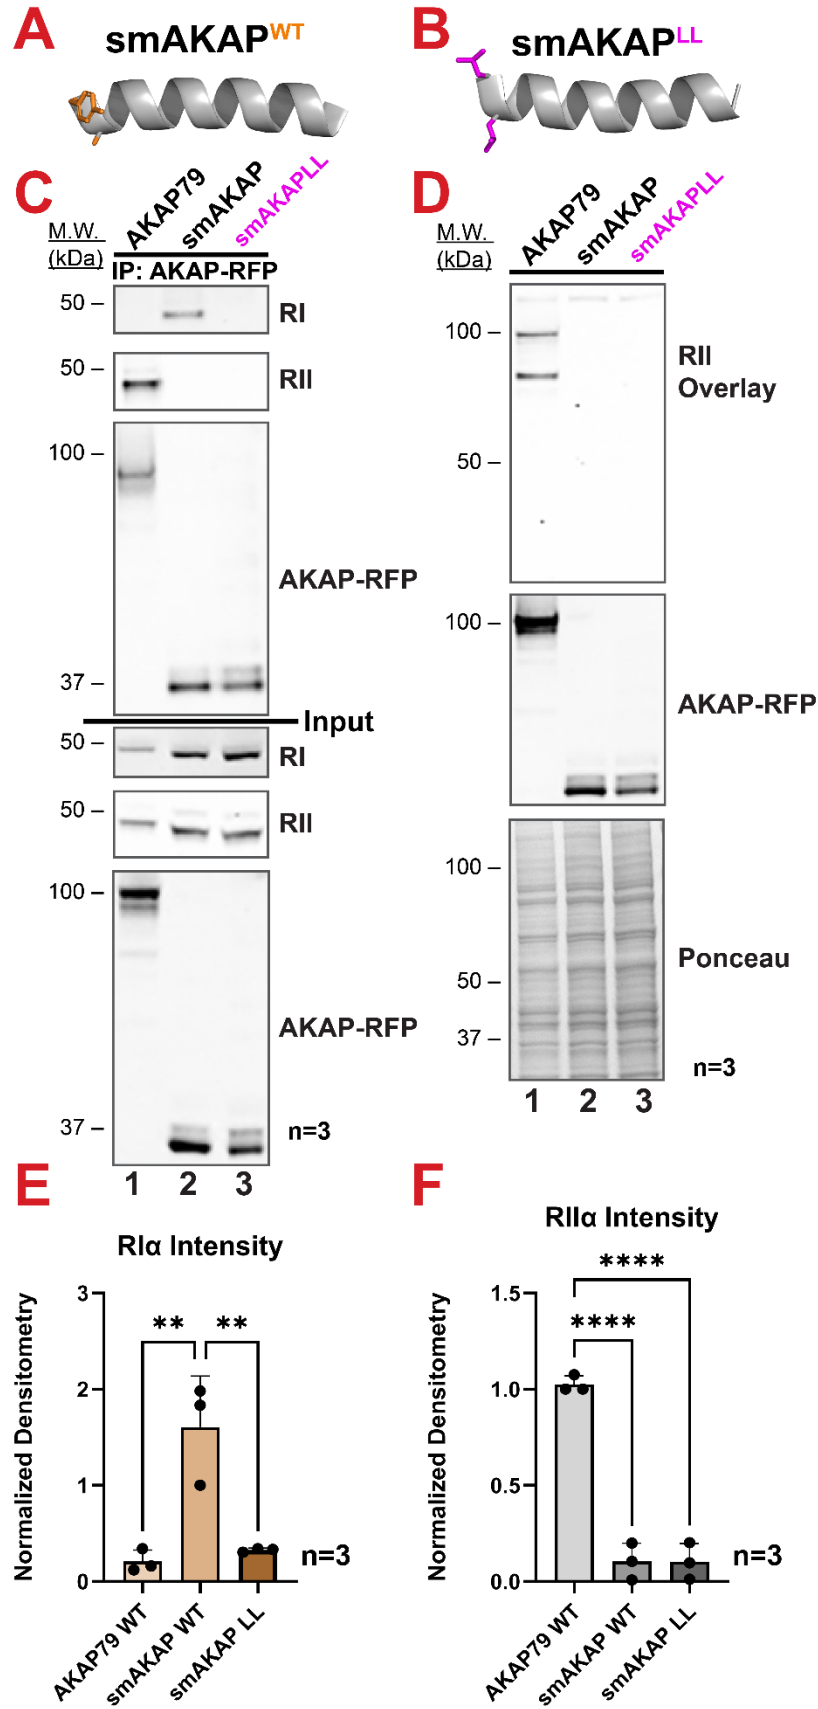 A
smAKAPWT
B
smAKAPLL
C
M.W.
(kDa)
AKAP79
smAKAP
smAKAPLL
IP: AKAP-RFP
50
RI
50
RII
100
AKAP-RFP
37
Input
50
RI
50
RII
100
AKAP-RFP
37
n=3
1 2 3
D
M.W.
(kDa)
AKAP79
smAKAP
smAKAPLL
100
RII
Overlay
50
100
AKAP-RFP
100
Ponceau
50
37
n=3
1 2 3
E
RIα Intensity
Normalized Densitometry
3
2
1
0
** **
n=3
AKAP79 WT
smAKAP WT
smAKAP LL
F
RIIα Intensity
Normalized Densitometry
1.5
1.0
0.5
0.0
****
****
n=3
AKAP79 WT
smAKAP WT
smAKAP LL